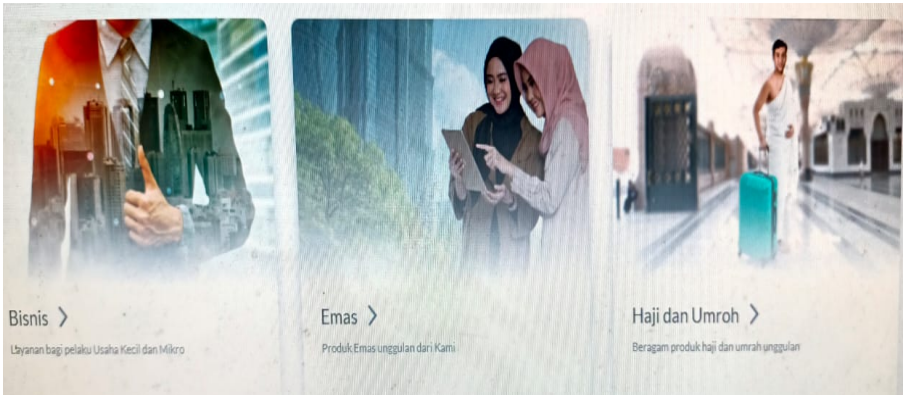 Bisnis
Layanan bagi pelaku Usaha Kecil dan Mikro
Emas
Produk Emas unggulan dari Kami
Haji dan Umroh
Beragam produk haji dan umrah unggulan